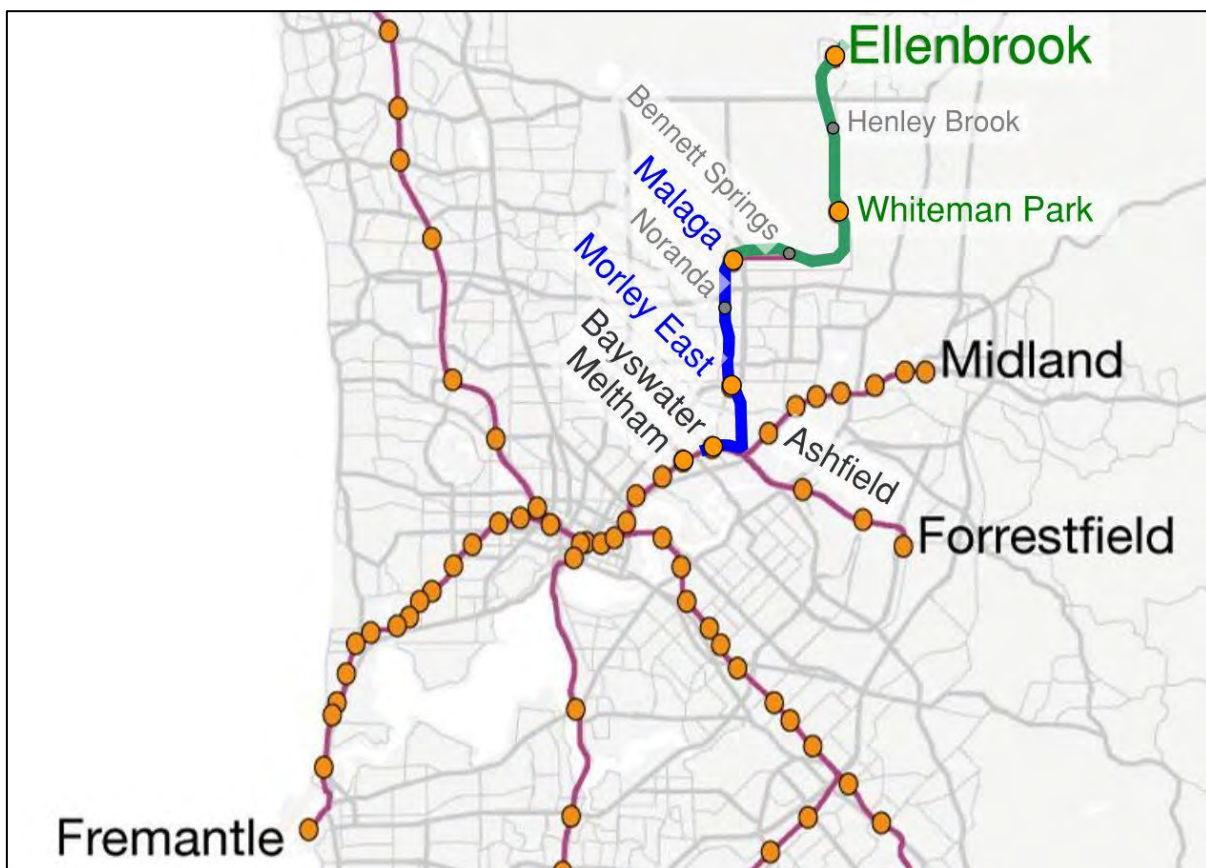 Ellenbrook
Henley Brook
Bennett Springs
Whiteman Park
Malaga
Noranda
Morley East
Bayswater
Meltham
Midland
Ashfield
Forrestfield
Fremantle